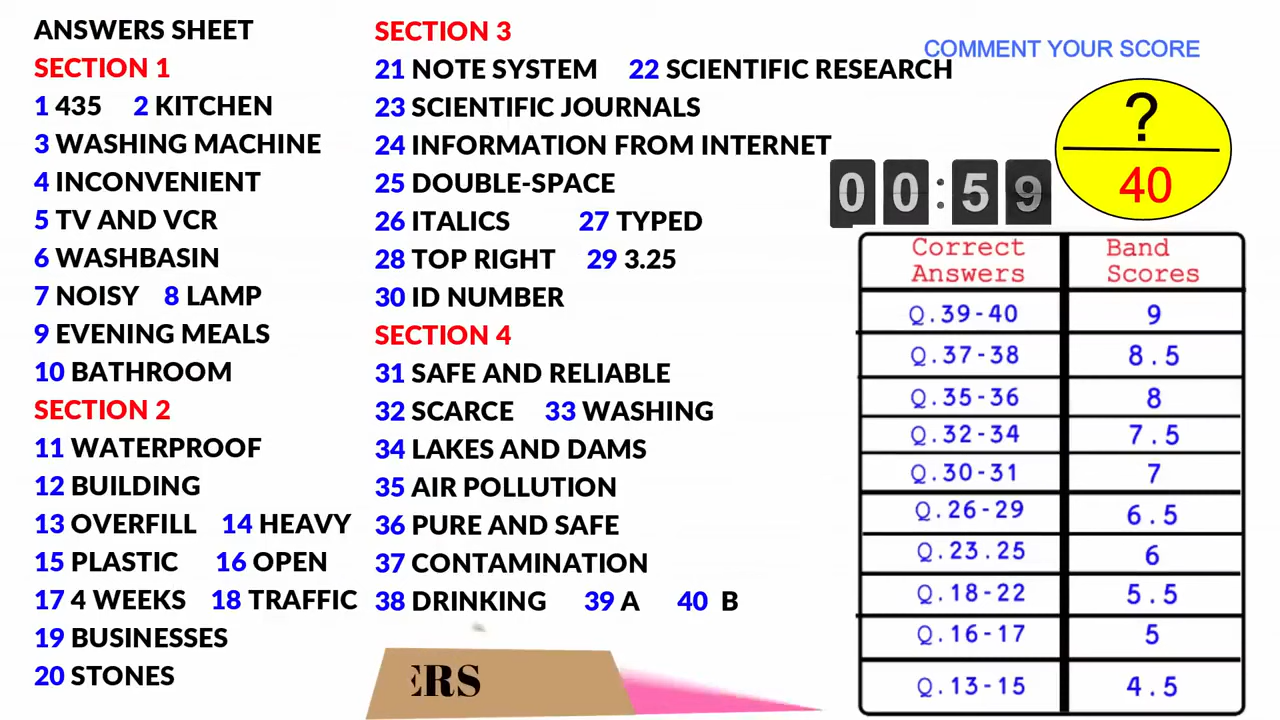 ANSWERS SHEET
SECTION 1
1 435 2 KITCHEN
3 WASHING MACHINE
4 INCONVENIENT
5 TV AND VCR
6 WASHBASIN
7 NOISY 8 LAMP
9 EVENING MEALS
10 BATHROOM
SECTION 2
11 WATERPROOF
12 BUILDING
13 OVERFILL 14 HEAVY
15 PLASTIC 16 OPEN
17 4 WEEKS 18 TRAFFIC
19 BUSINESSES
20 STONES
SECTION 3
21 NOTE SYSTEM 22 SCIENTIFIC RESEARCH
23 SCIENTIFIC JOURNALS
24 INFORMATION FROM INTERNET
25 DOUBLE-SPACE
26 ITALICS 27 TYPED
28 TOP RIGHT 29 3.25
30 ID NUMBER
SECTION 4
31 SAFE AND RELIABLE
32 SCARCE 33 WASHING
34 LAKES AND DAMS
35 AIR POLLUTION
36 PURE AND SAFE
37 CONTAMINATION
38 DRINKING 39 A 40 B
ERS
COMMENT YOUR SCORE
?
40
00:59
Correct Answers Band Scores
Q.39-40 9
Q.37-38 8.5
Q.35-36 8
Q.32-34 7.5
Q.30-31 7
Q.26-29 6.5
Q.23.25 6
Q.18-22 5.5
Q.16-17 5
Q.13-15 4.5